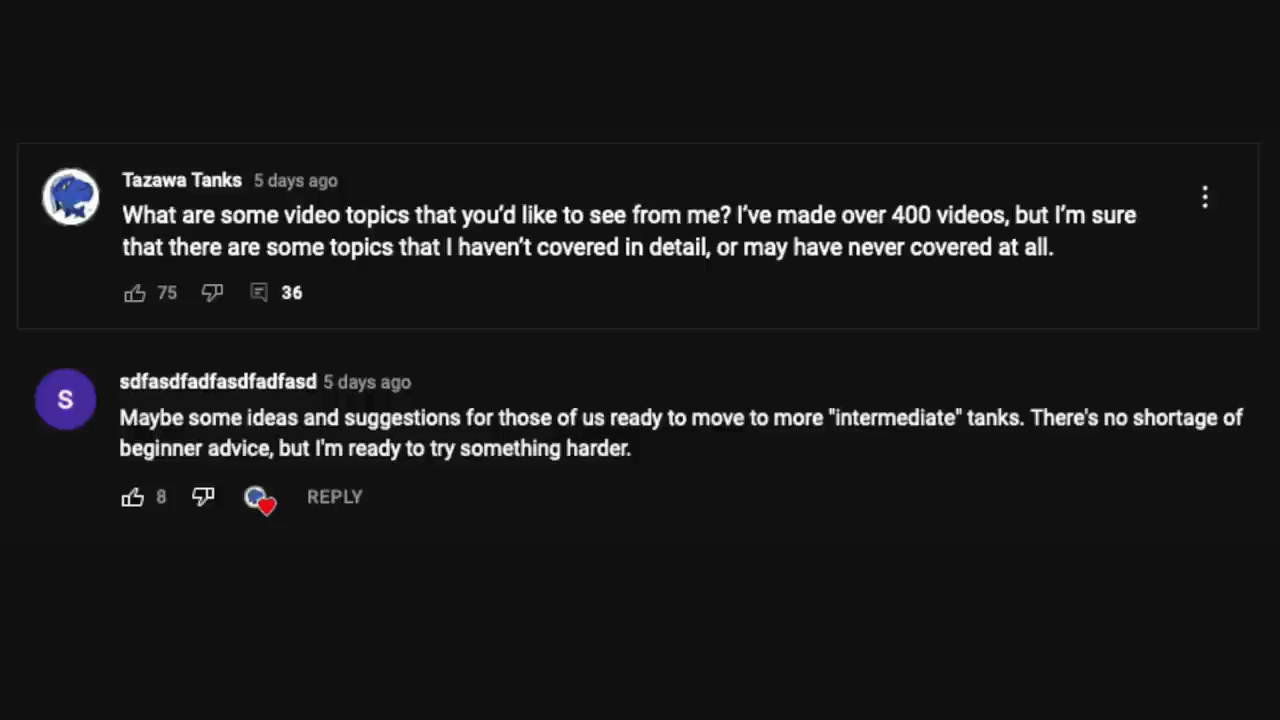 Tazawa Tanks 5 days ago
What are some video topics that you’d like to see from me? I’ve made over 400 videos, but I’m sure
that there are some topics that I haven’t covered in detail, or may have never covered at all.
75 36
S
sdfasdfadfasdfadfasd 5 days ago
Maybe some ideas and suggestions for those of us ready to move to more "intermediate" tanks. There's no shortage of
beginner advice, but I'm ready to try something harder.
8 REPLY